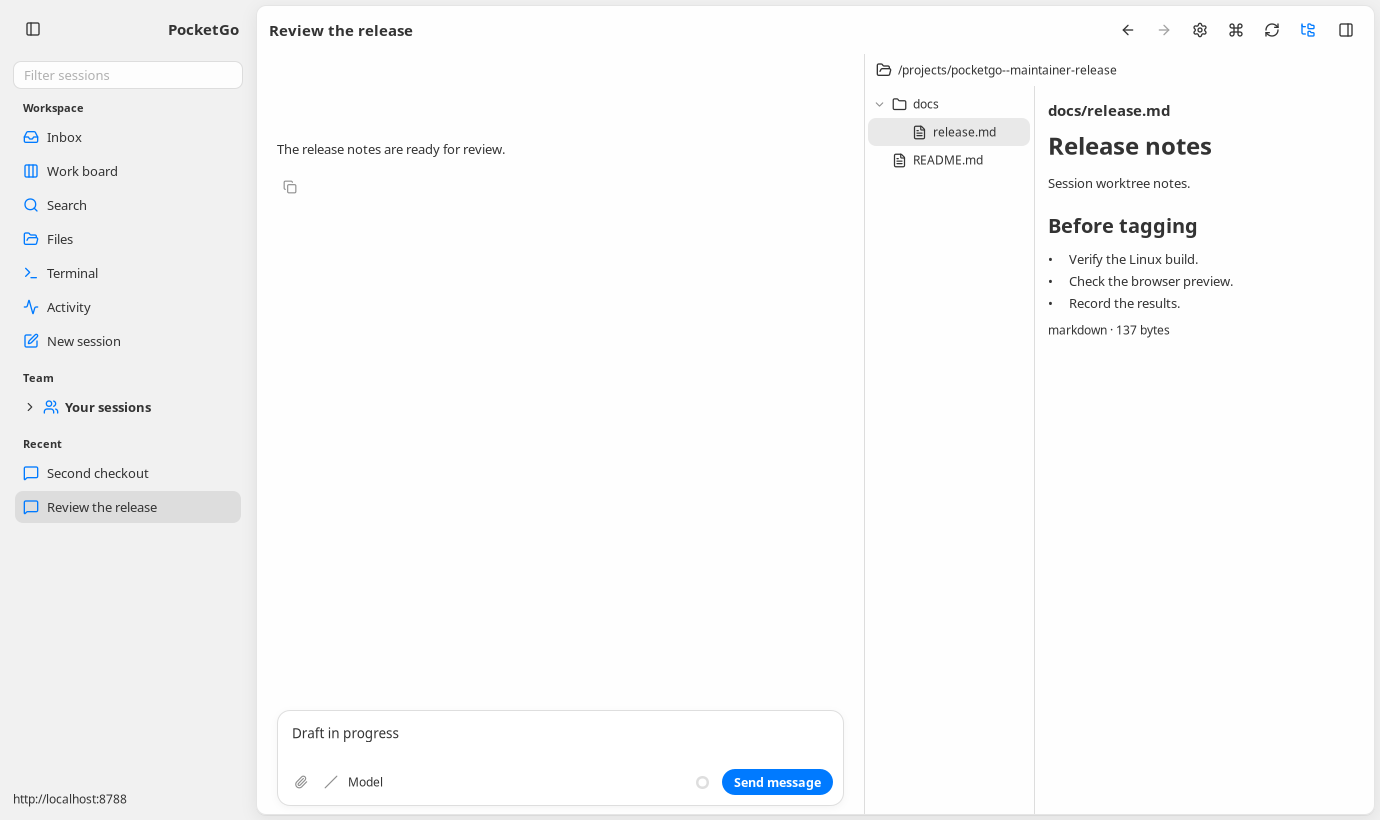 PocketGo
Filter sessions
Workspace
Inbox
Work board
Search
Files
Terminal
Activity
New session
Team
Your sessions
Recent
Second checkout
Review the release
http://localhost:8788
Review the release
The release notes are ready for review.
Draft in progress
Model
Send message
/projects/pocketgo--maintainer-release
docs
release.md
README.md
docs/release.md
Release notes
Session worktree notes.
Before tagging
• Verify the Linux build.
• Check the browser preview.
• Record the results.
markdown · 137 bytes